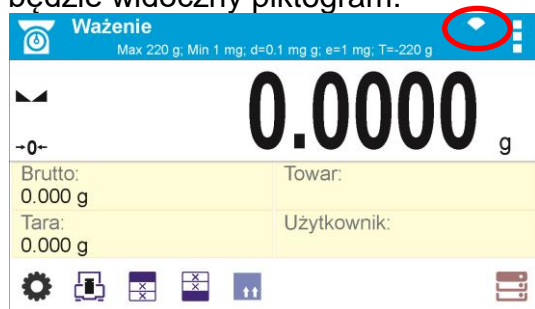 będzie widoczny piktogram.
Ważenie
Max 220 g; Min 1 mg; d=0.1 mg g; e=1 mg; T=-220 g
0.0000 g
→0←
Brutto:
0.000 g
Towar:
Tara:
0.000 g
Użytkownik: